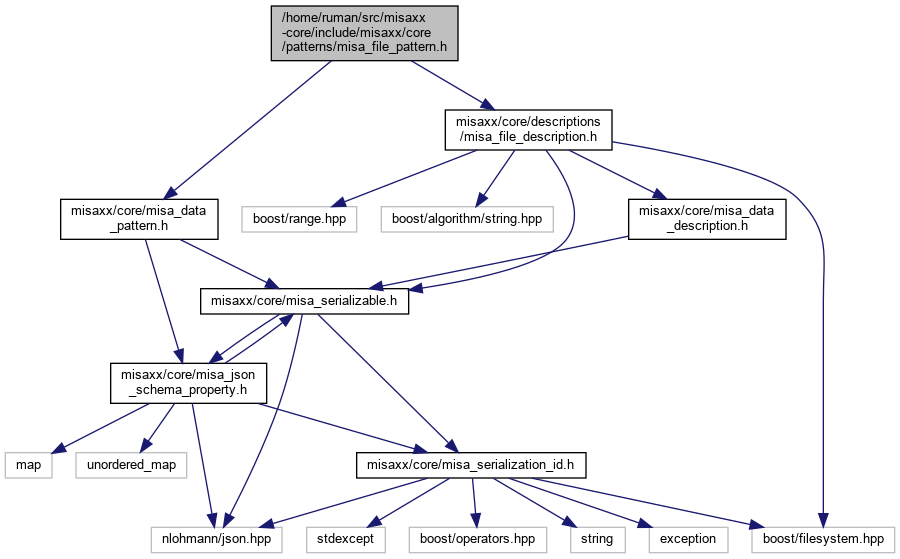 /home/ruman/src/misaxx
-core/include/misaxx/core
/patterns/misa_file_pattern.h
misaxx/core/descriptions
/misa_file_description.h
misaxx/core/misa_data
_pattern.h
boost/range.hpp
boost/algorithm/string.hpp
misaxx/core/misa_data
_description.h
misaxx/core/misa_serializable.h
misaxx/core/misa_json
_schema_property.h
map
unordered_map
misaxx/core/misa_serialization_id.h
nlohmann/json.hpp
stdexcept
boost/operators.hpp
string
exception
boost/filesystem.hpp